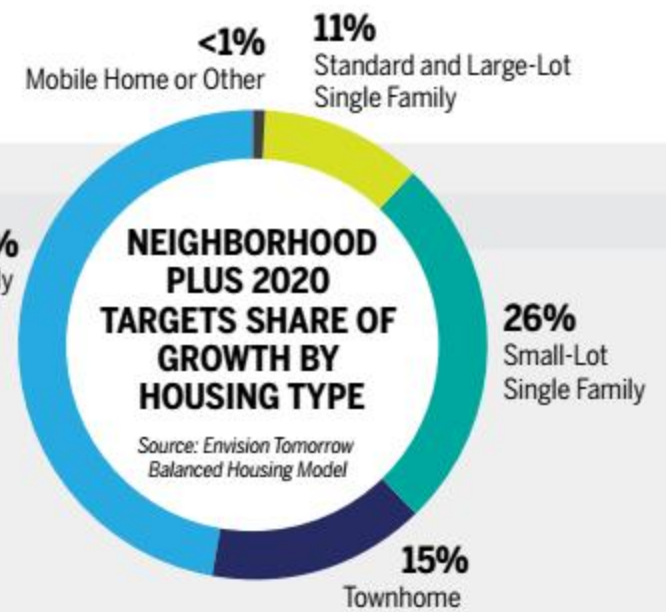 <1%
Mobile Home or Other
11%
Standard and Large-Lot
Single Family
%
NEIGHBORHOOD
PLUS 2020
TARGETS SHARE OF
GROWTH BY
HOUSING TYPE
Source: Envision Tomorrow
Balanced Housing Model
26%
Small-Lot
Single Family
15%
Townhome